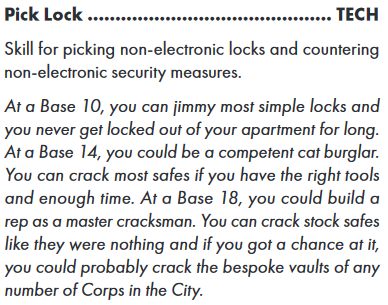 Pick Lock ........................................... TECH
Skill for picking non-electronic locks and countering
non-electronic security measures.
At a Base 10, you can jimmy most simple locks and
you never get locked out of your apartment for long.
At a Base 14, you could be a competent cat burglar.
You can crack most safes if you have the right tools
and enough time. At a Base 18, you could build a
rep as a master cracksman. You can crack stock safes
like they were nothing and if you got a chance at it,
you could probably crack the bespoke vaults of any
number of Corps in the City.